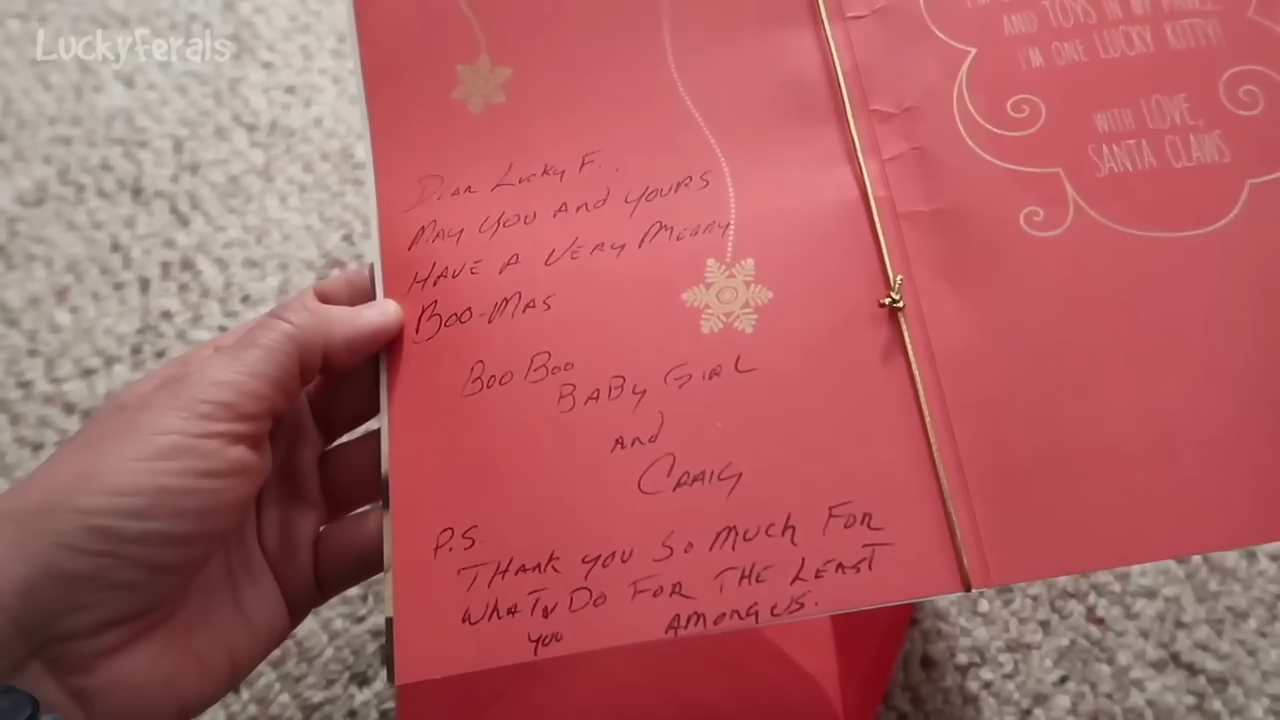 Luckyferals
Dear Lucky F.,
May you and yours
Have a very Merry
Boo-Mas
Boo Boo
Baby Girl
and
Craig
P.S.
Thank you so much for
what do for the least
you
among us.
AND TOYS IN MY
I'M ONE LUCKY KITTY!
WITH LOVE,
SANTA CLAWS